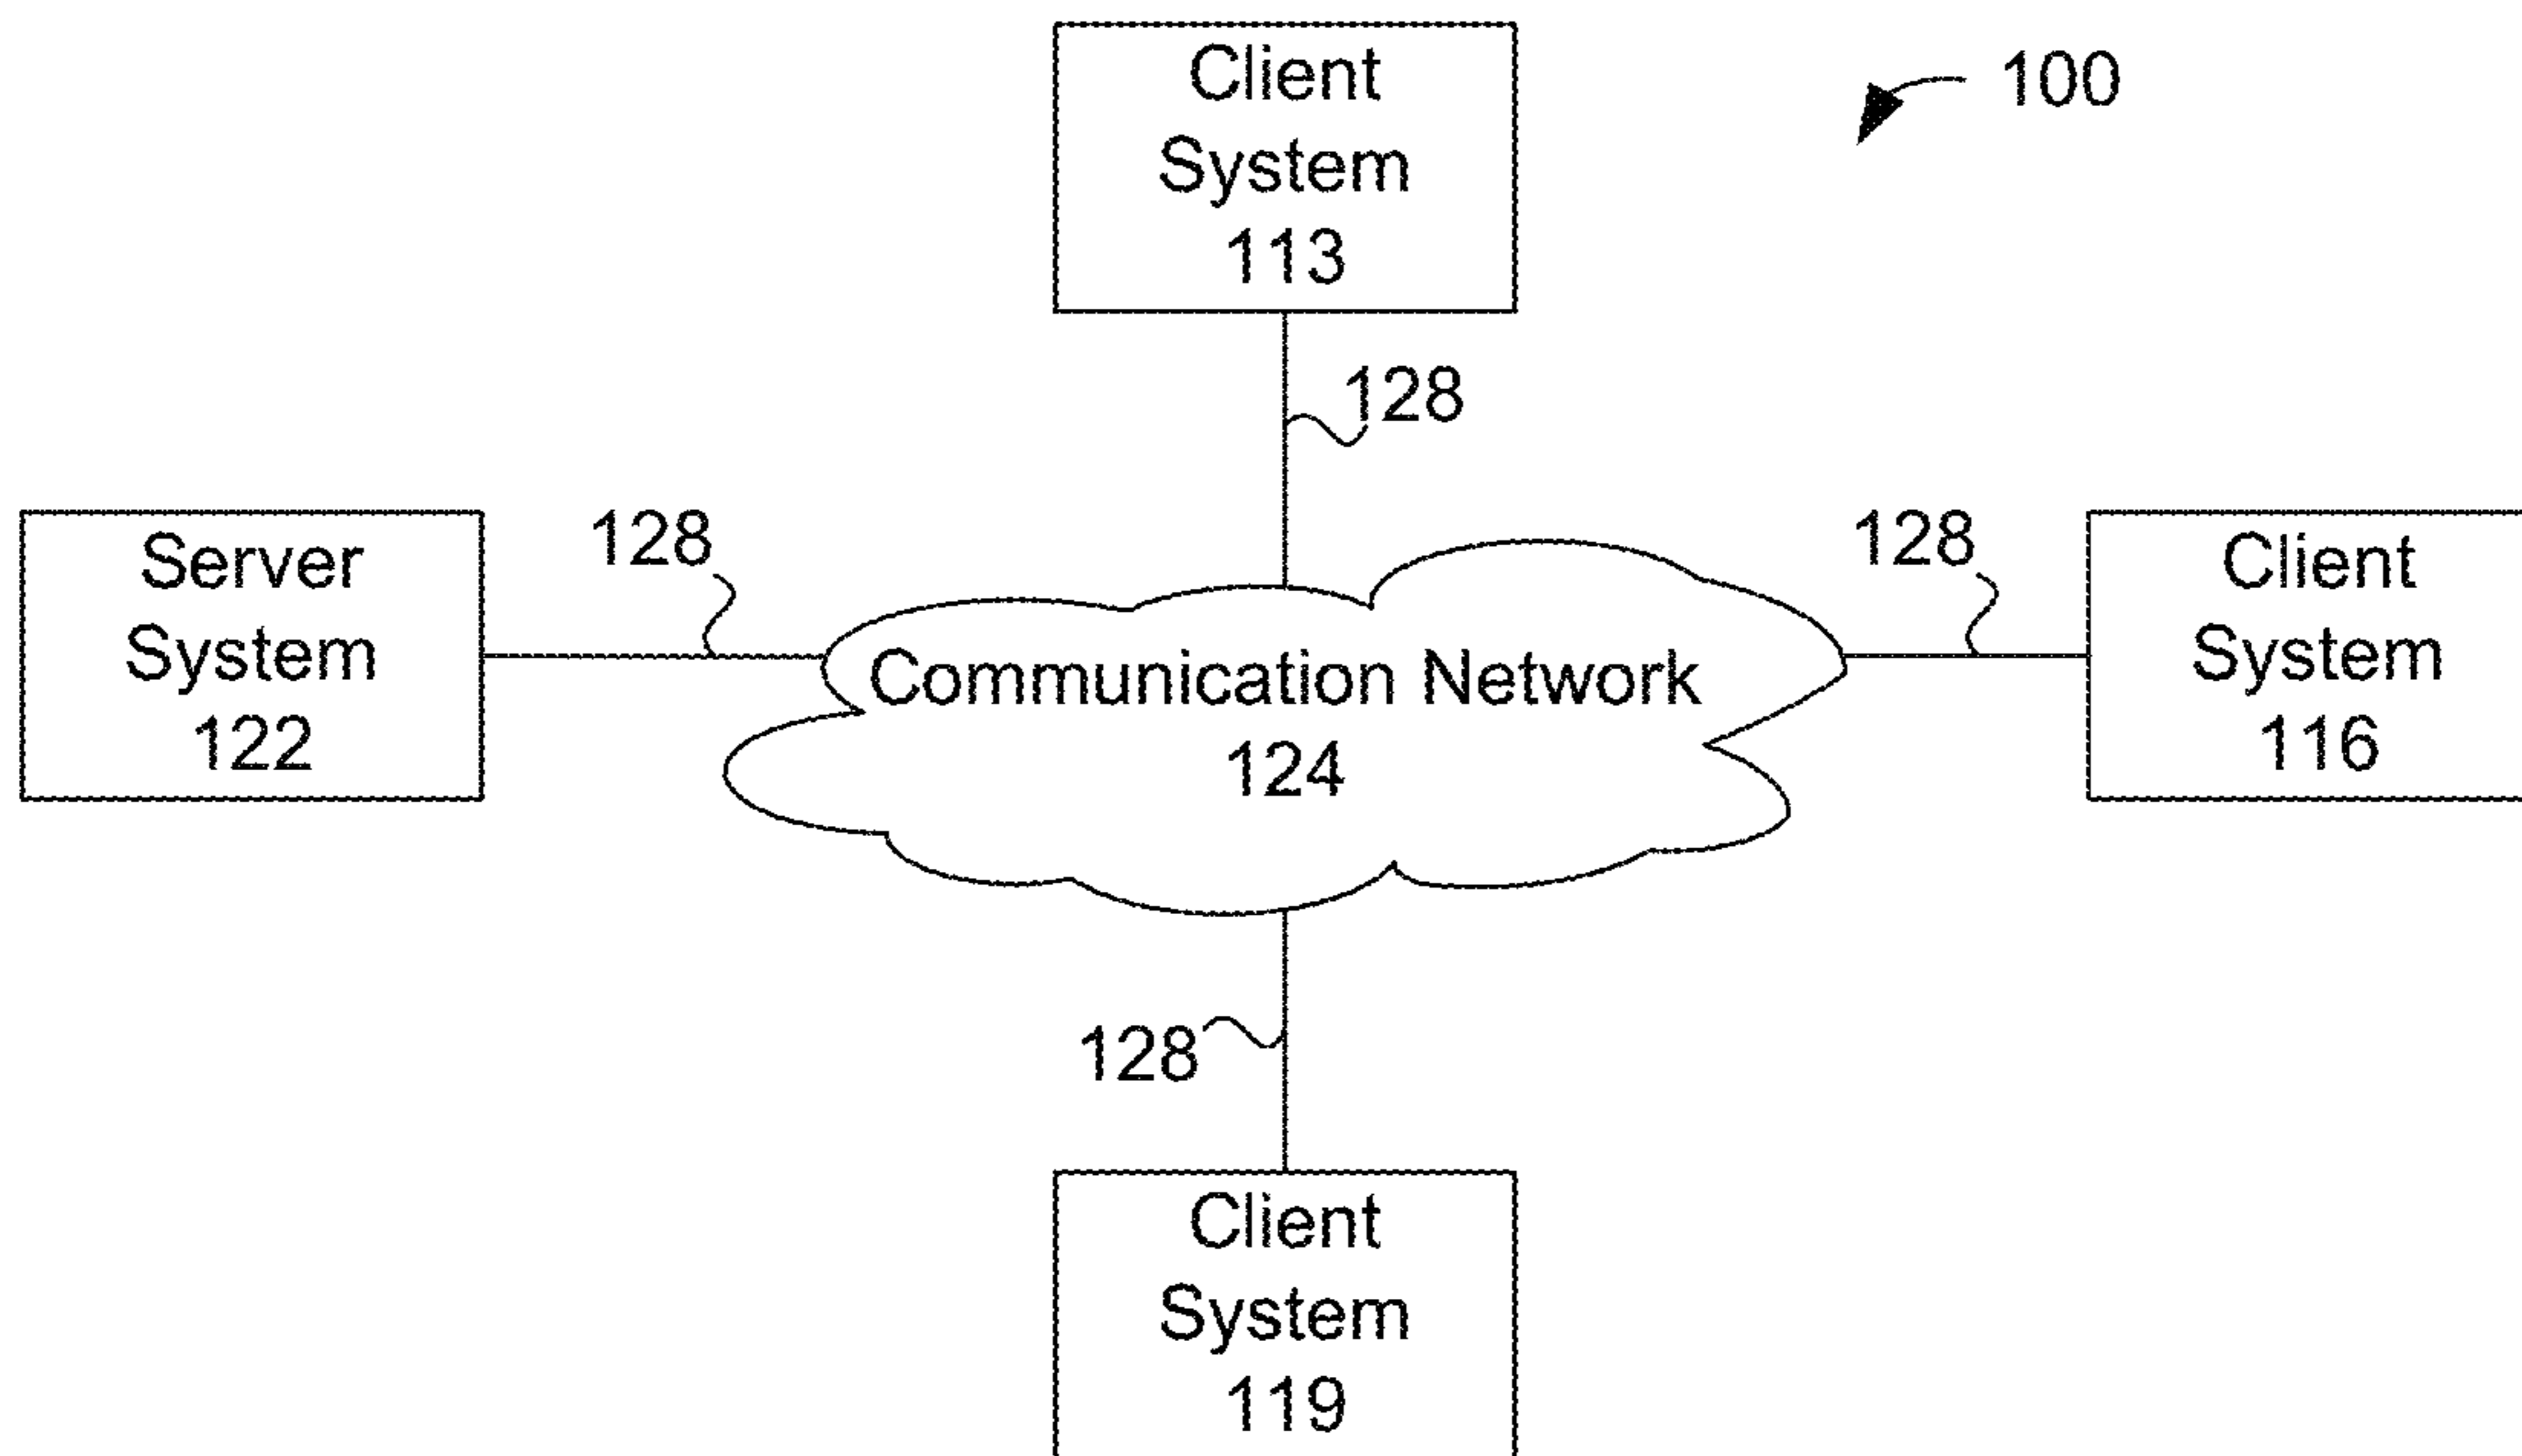 Client
System
113
100
128
Server
System
122
128
Communication Network
124
128
Client
System
116
128
Client
System
119